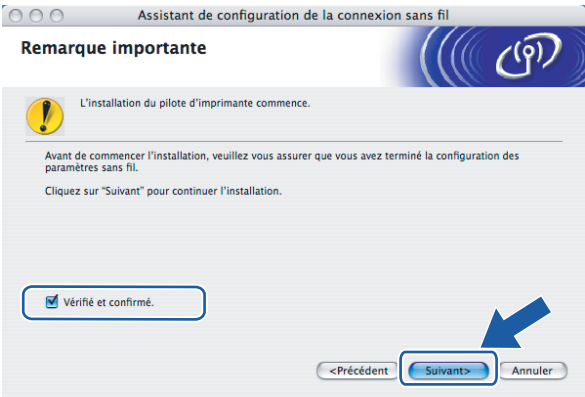 Assistant de configuration de la connexion sans fil
Remarque importante
L'installation du pilote d'imprimante commence.
Avant de commencer l'installation, veuillez vous assurer que vous avez terminé la configuration des
paramètres sans fil.
Cliquez sur "Suivant" pour continuer l'installation.
Vérifié et confirmé.
<Précédent Suivant> Annuler